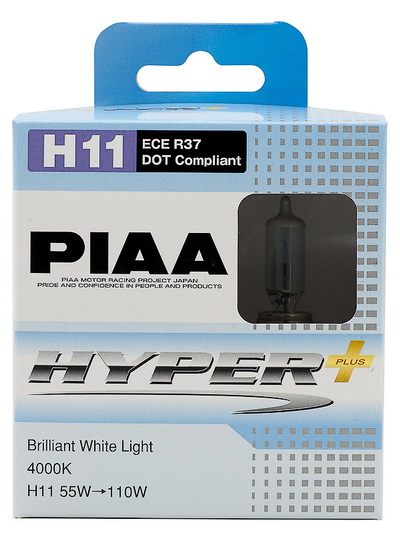 H11
ECE R37
DOT Compliant
PIAA
PIAA MOTOR RACING PROJECT JAPAN
PRIDE AND CONFIDENCE IN PEOPLE AND PRODUCTS
HYPER
PLUS
Brilliant White Light
4000K
H11 55W→110W